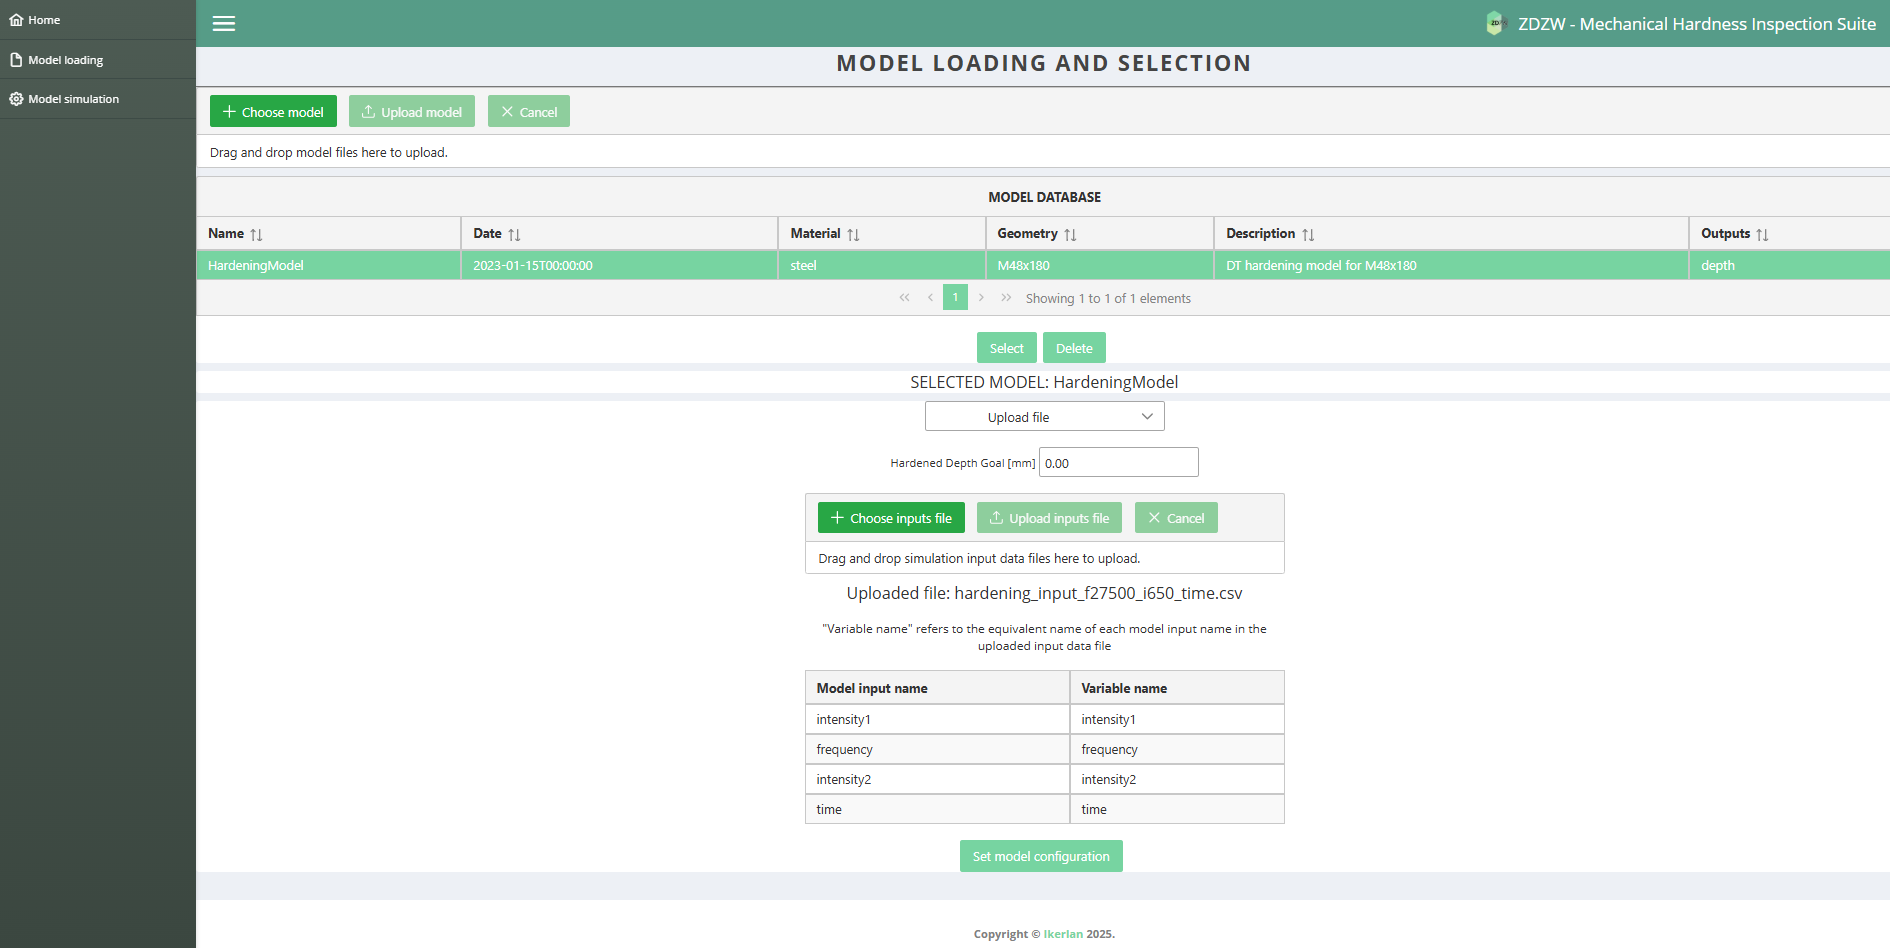 Home
Model loading
Model simulation
ZDZW - Mechanical Hardness Inspection Suite
MODEL LOADING AND SELECTION
Choose model
Upload model
Cancel
Drag and drop model files here to upload.
MODEL DATABASE
Name Date Material Geometry Description Outputs
HardeningModel 2023-01-15T00:00:00 steel M48x180 DT hardening model for M48x180 depth
1 Showing 1 to 1 of 1 elements
Select Delete
SELECTED MODEL: HardeningModel
Upload file
Hardened Depth Goal [mm] 0.00
Choose inputs file Upload inputs file Cancel
Drag and drop simulation input data files here to upload.
Uploaded file: hardening_input_f27500_i650_time.csv
"Variable name" refers to the equivalent name of each model input name in the
uploaded input data file
Model input name Variable name
intensity1 intensity1
frequency frequency
intensity2 intensity2
time time
Set model configuration
Copyright © Ikerlan 2025.